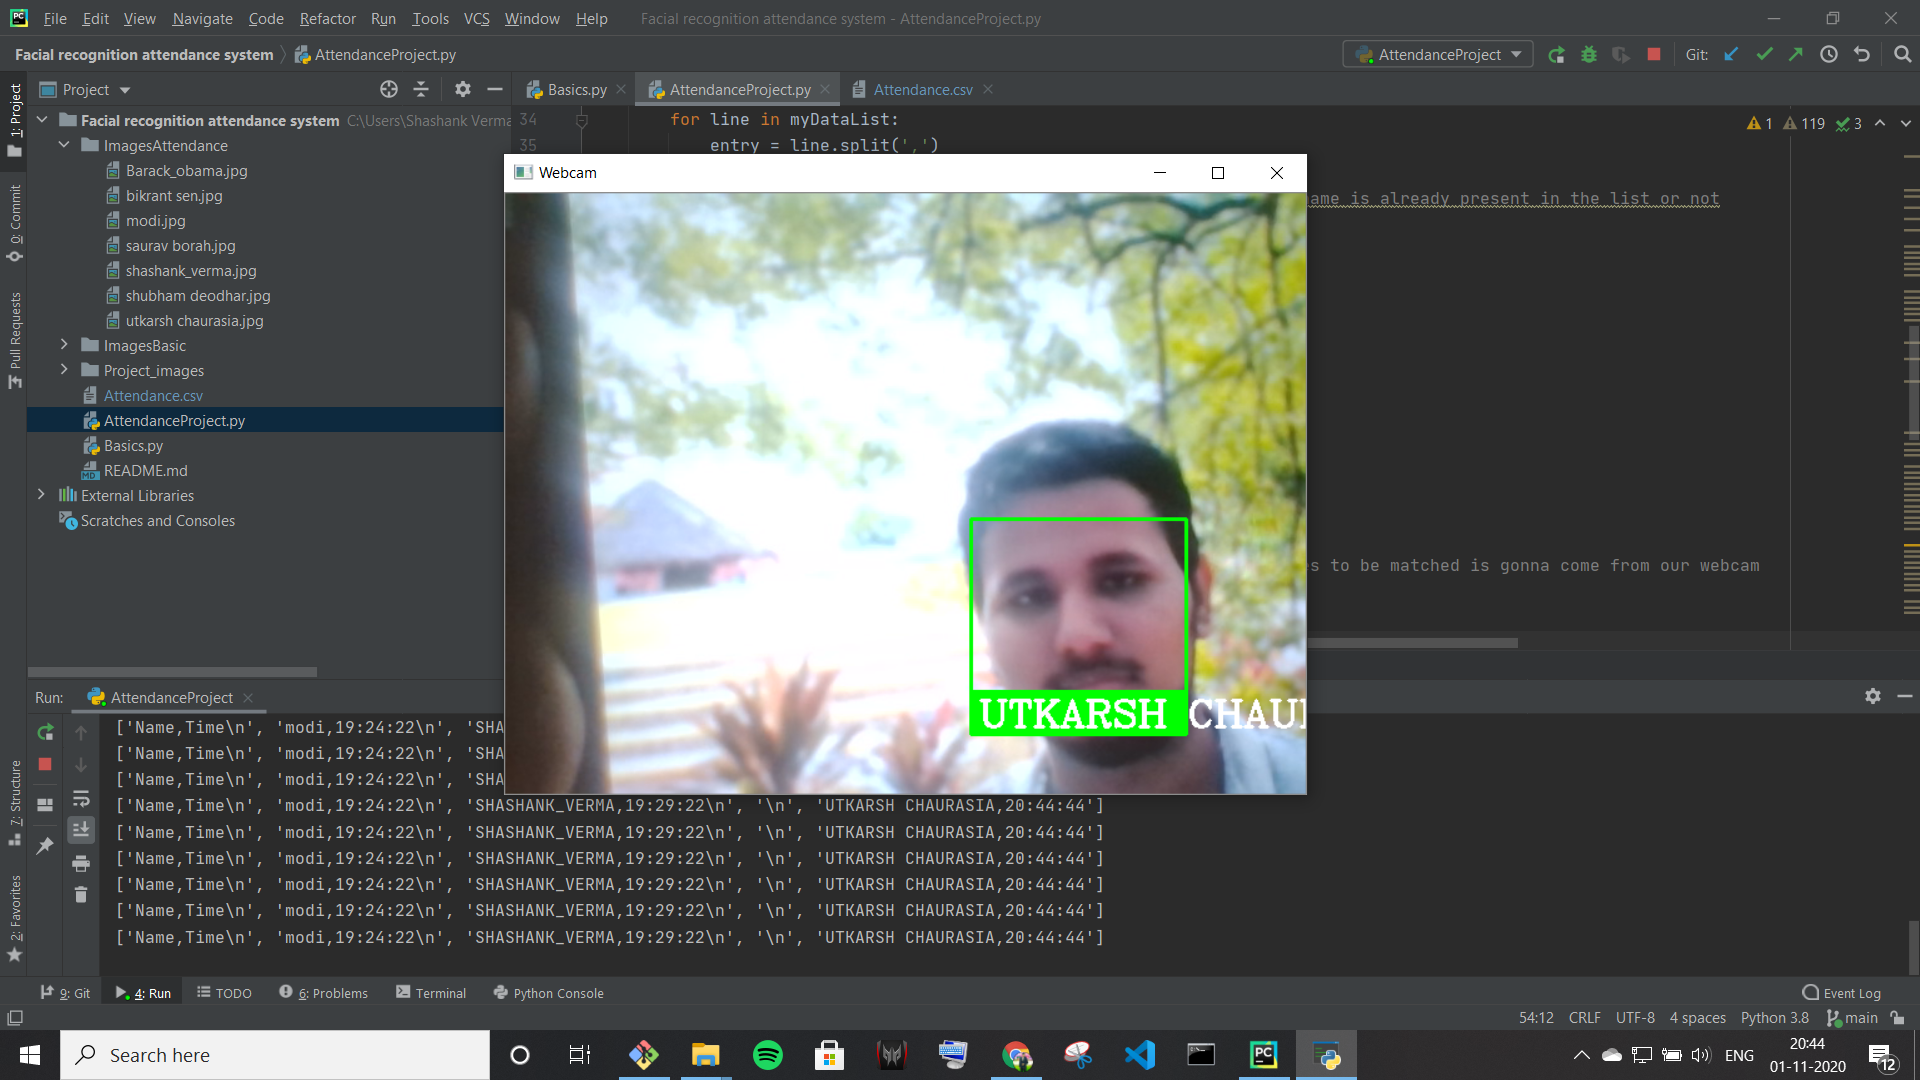 File Edit View Navigate Code Refactor Run Tools VCS Window Help Facial recognition attendance system - AttendanceProject.py
Facial recognition attendance system AttendanceProject.py AttendanceProject Git:
Project Basics.py AttendanceProject.py Attendance.csv
1: Project
0: Commit
Pull Requests
7: Structure
2: Favorites
Facial recognition attendance system C:\Users\Shashank Verma
ImagesAttendance
Barack_obama.jpg
bikrant sen.jpg
modi.jpg
saurav borah.jpg
shashank_verma.jpg
shubham deodhar.jpg
utkarsh chaurasia.jpg
ImagesBasic
Project_images
Attendance.csv
AttendanceProject.py
Basics.py
README.md
External Libraries
Scratches and Consoles
34 for line in myDataList:
35 entry = line.split(',')
1 119 3
ame is already present in the list or not
s to be matched is gonna come from our webcam
Webcam
UTKARSH CHAU
Run: AttendanceProject
['Name,Time\n', 'modi,19:24:22\n', 'SHA
['Name,Time\n', 'modi,19:24:22\n', 'SHA
['Name,Time\n', 'modi,19:24:22\n', 'SHA
['Name,Time\n', 'modi,19:24:22\n', 'SHASHANK_VERMA,19:29:22\n', '\n', 'UTKARSH CHAURASIA,20:44:44']
['Name,Time\n', 'modi,19:24:22\n', 'SHASHANK_VERMA,19:29:22\n', '\n', 'UTKARSH CHAURASIA,20:44:44']
['Name,Time\n', 'modi,19:24:22\n', 'SHASHANK_VERMA,19:29:22\n', '\n', 'UTKARSH CHAURASIA,20:44:44']
['Name,Time\n', 'modi,19:24:22\n', 'SHASHANK_VERMA,19:29:22\n', '\n', 'UTKARSH CHAURASIA,20:44:44']
['Name,Time\n', 'modi,19:24:22\n', 'SHASHANK_VERMA,19:29:22\n', '\n', 'UTKARSH CHAURASIA,20:44:44']
['Name,Time\n', 'modi,19:24:22\n', 'SHASHANK_VERMA,19:29:22\n', '\n', 'UTKARSH CHAURASIA,20:44:44']
9: Git 4: Run TODO 6: Problems Terminal Python Console Event Log
54:12 CRLF UTF-8 4 spaces Python 3.8 main
Search here ENG 20:44
01-11-2020
12